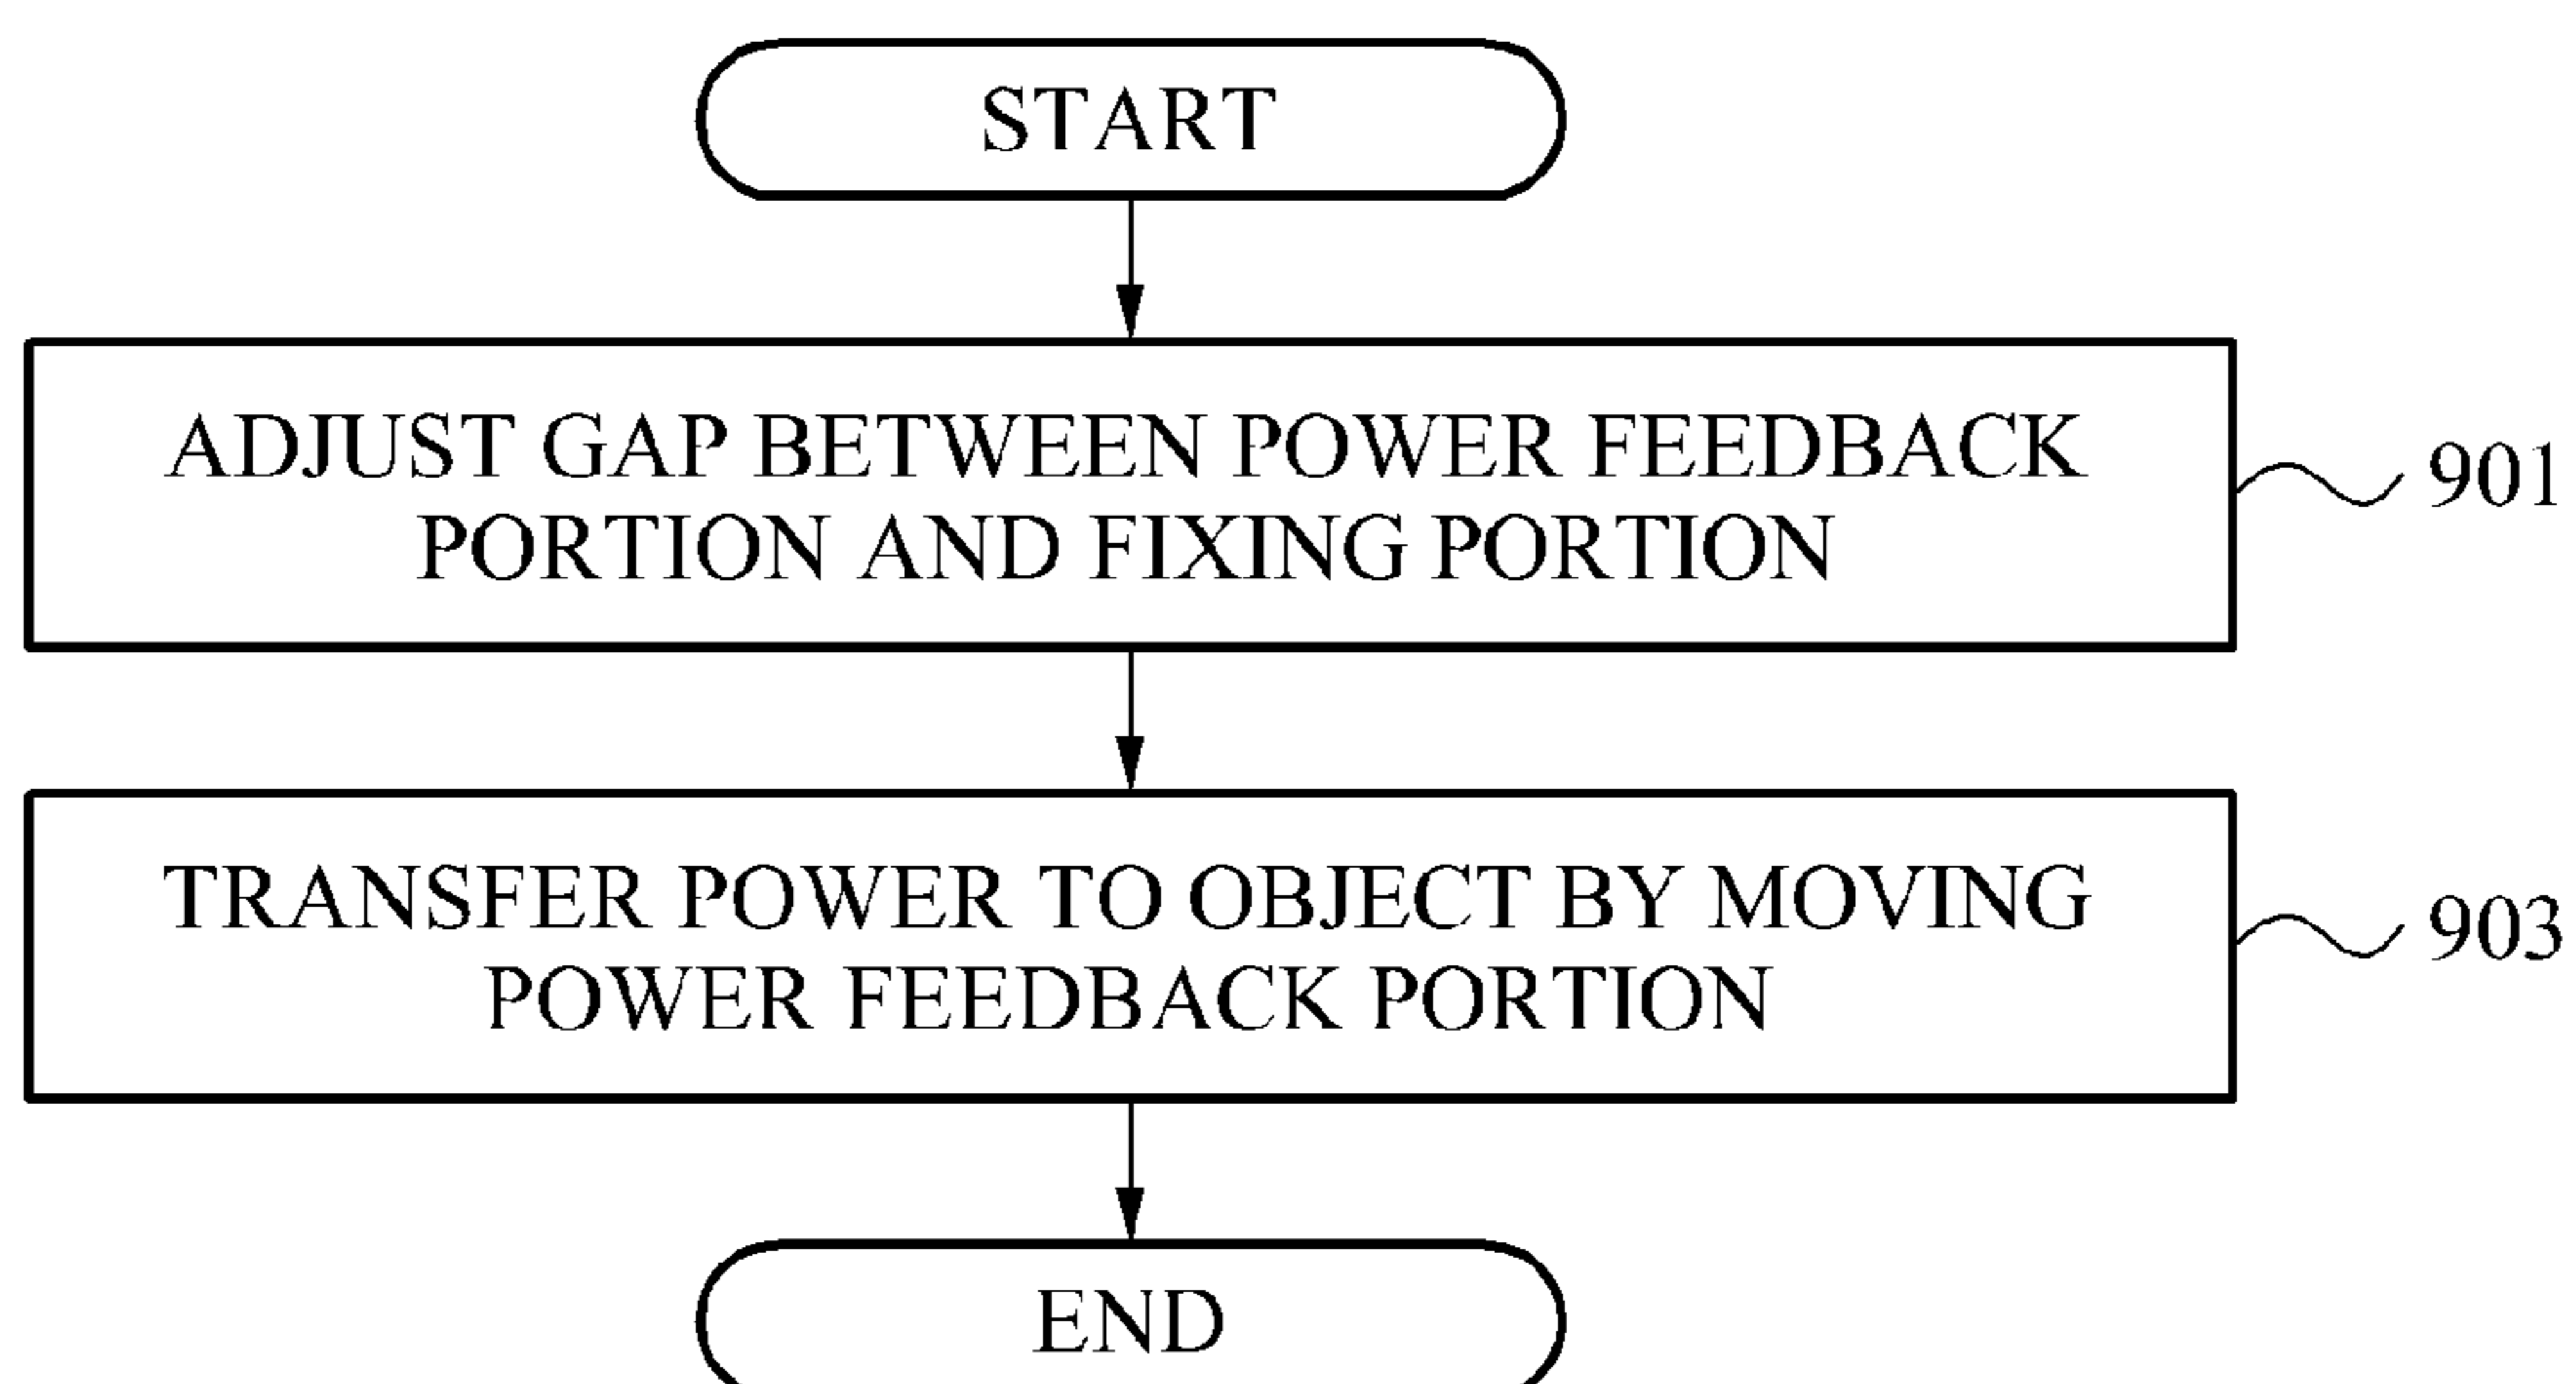 START
ADJUST GAP BETWEEN POWER FEEDBACK
PORTION AND FIXING PORTION
901
TRANSFER POWER TO OBJECT BY MOVING
POWER FEEDBACK PORTION
903
END